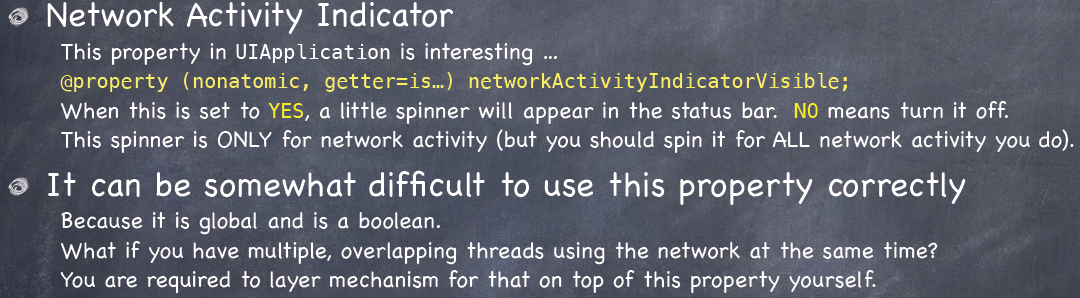 Network Activity Indicator
This property in UIApplication is interesting ...
@property (nonatomic, getter=is…) networkActivityIndicatorVisible;
When this is set to YES, a little spinner will appear in the status bar. NO means turn it off.
This spinner is ONLY for network activity (but you should spin it for ALL network activity you do).
It can be somewhat difficult to use this property correctly
Because it is global and is a boolean.
What if you have multiple, overlapping threads using the network at the same time?
You are required to layer mechanism for that on top of this property yourself.